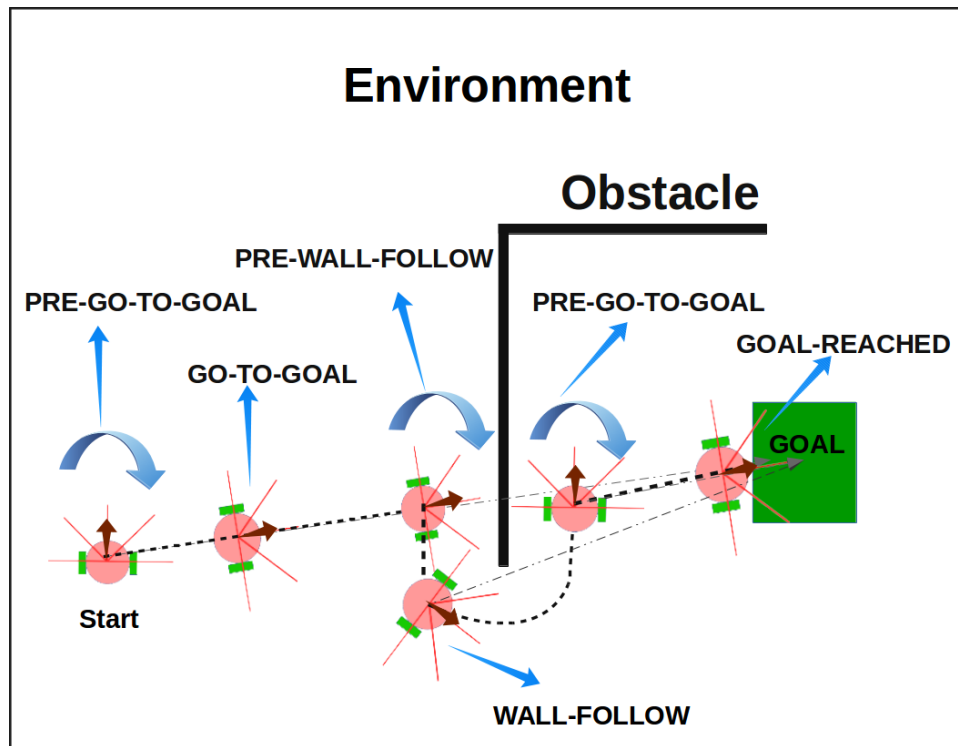 Environment
Obstacle
PRE-WALL-FOLLOW
PRE-GO-TO-GOAL
PRE-GO-TO-GOAL
GOAL-REACHED
GO-TO-GOAL
GOAL
Start
WALL-FOLLOW